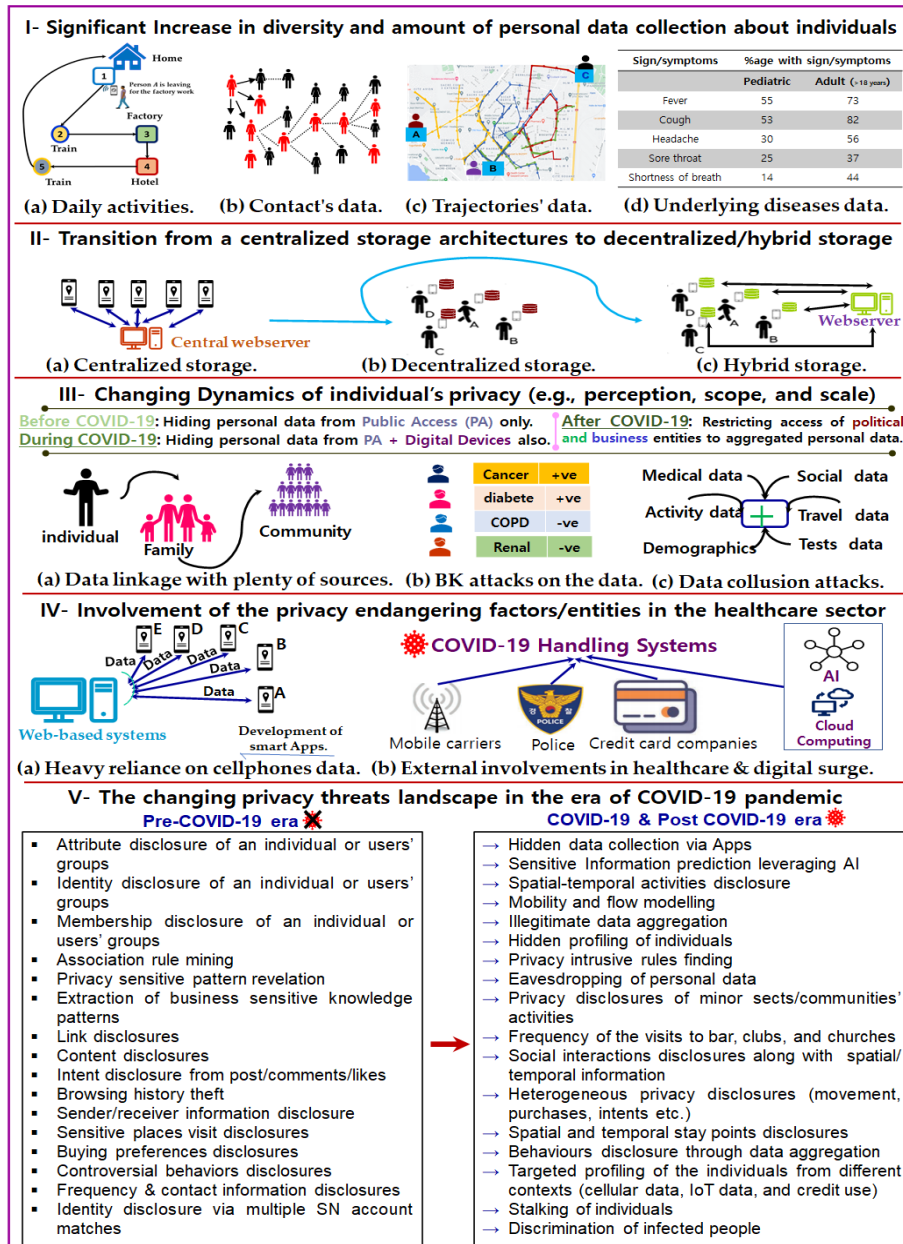 I- Significant Increase in diversity and amount of personal data collection about individuals
Home
1
Person A is leaving
for the factory work
Factory
2
3
Train
5
4
Train
Hotel
(a) Daily activities.
(b) Contact's data.
A
B
C
(c) Trajectories' data.
Sign/symptoms %age with sign/symptoms
Pediatric Adult (>18 years)
Fever 55 73
Cough 53 82
Headache 30 56
Sore throat 25 37
Shortness of breath 14 44
(d) Underlying diseases data.
II- Transition from a centralized storage architectures to decentralized/hybrid storage
Central webserver
(a) Centralized storage.
D
A
B
C
(b) Decentralized storage.
D
A
B
C
Webserver
(c) Hybrid storage.
III- Changing Dynamics of individual's privacy (e.g., perception, scope, and scale)
Before COVID-19: Hiding personal data from Public Access (PA) only.
During COVID-19: Hiding personal data from PA + Digital Devices also.
After COVID-19: Restricting access of political
and business entities to aggregated personal data.
individual
Family
Community
(a) Data linkage with plenty of sources.
Cancer +ve
diabete +ve
COPD -ve
Renal -ve
(b) BK attacks on the data.
Medical data
Social data
Activity data
Travel data
Demographics
Tests data
(c) Data collusion attacks.
IV- Involvement of the privacy endangering factors/entities in the healthcare sector
E
D
C
B
A
Data
Data
Data
Data
Data
Web-based systems
Development of
smart Apps.
(a) Heavy reliance on cellphones data.
COVID-19 Handling Systems
Mobile carriers
경찰
POLICE
Police
Credit card companies
AI
Cloud
Computing
(b) External involvements in healthcare & digital surge.
V- The changing privacy threats landscape in the era of COVID-19 pandemic
Pre-COVID-19 era
▪ Attribute disclosure of an individual or users'
groups
▪ Identity disclosure of an individual or users'
groups
▪ Membership disclosure of an individual or
users' groups
▪ Association rule mining
▪ Privacy sensitive pattern revelation
▪ Extraction of business sensitive knowledge
patterns
▪ Link disclosures
▪ Content disclosures
▪ Intent disclosure from post/comments/likes
▪ Browsing history theft
▪ Sender/receiver information disclosure
▪ Sensitive places visit disclosures
▪ Buying preferences disclosures
▪ Controversial behaviors disclosures
▪ Frequency & contact information disclosures
▪ Identity disclosure via multiple SN account
matches
COVID-19 & Post COVID-19 era
→ Hidden data collection via Apps
→ Sensitive Information prediction leveraging AI
→ Spatial-temporal activities disclosure
→ Mobility and flow modelling
→ Illegitimate data aggregation
→ Hidden profiling of individuals
→ Privacy intrusive rules finding
→ Eavesdropping of personal data
→ Privacy disclosures of minor sects/communities'
activities
→ Frequency of the visits to bar, clubs, and churches
→ Social interactions disclosures along with spatial/
temporal information
→ Heterogeneous privacy disclosures (movement,
purchases, intents etc.)
→ Spatial and temporal stay points disclosures
→ Behaviours disclosure through data aggregation
→ Targeted profiling of the individuals from different
contexts (cellular data, IoT data, and credit use)
→ Stalking of individuals
→ Discrimination of infected people